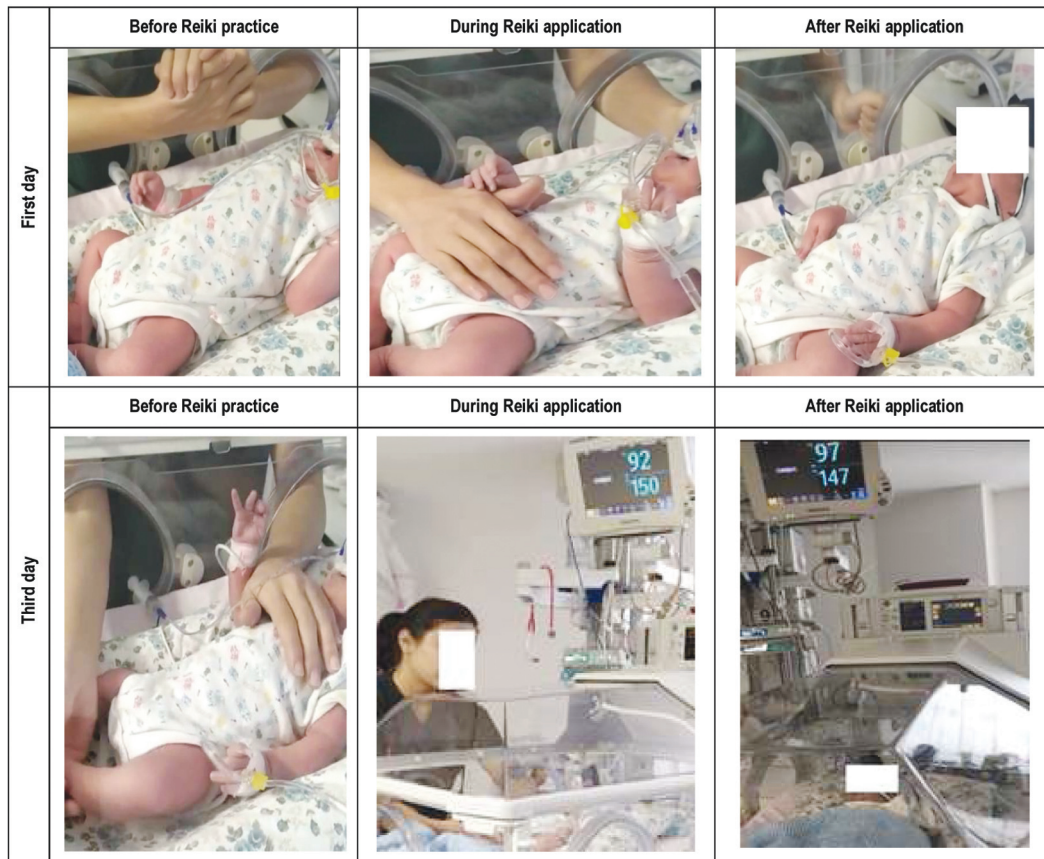 Before Reiki practice
During Reiki application
After Reiki application
First day
Before Reiki practice
During Reiki application
After Reiki application
Third day
92
150
97
147